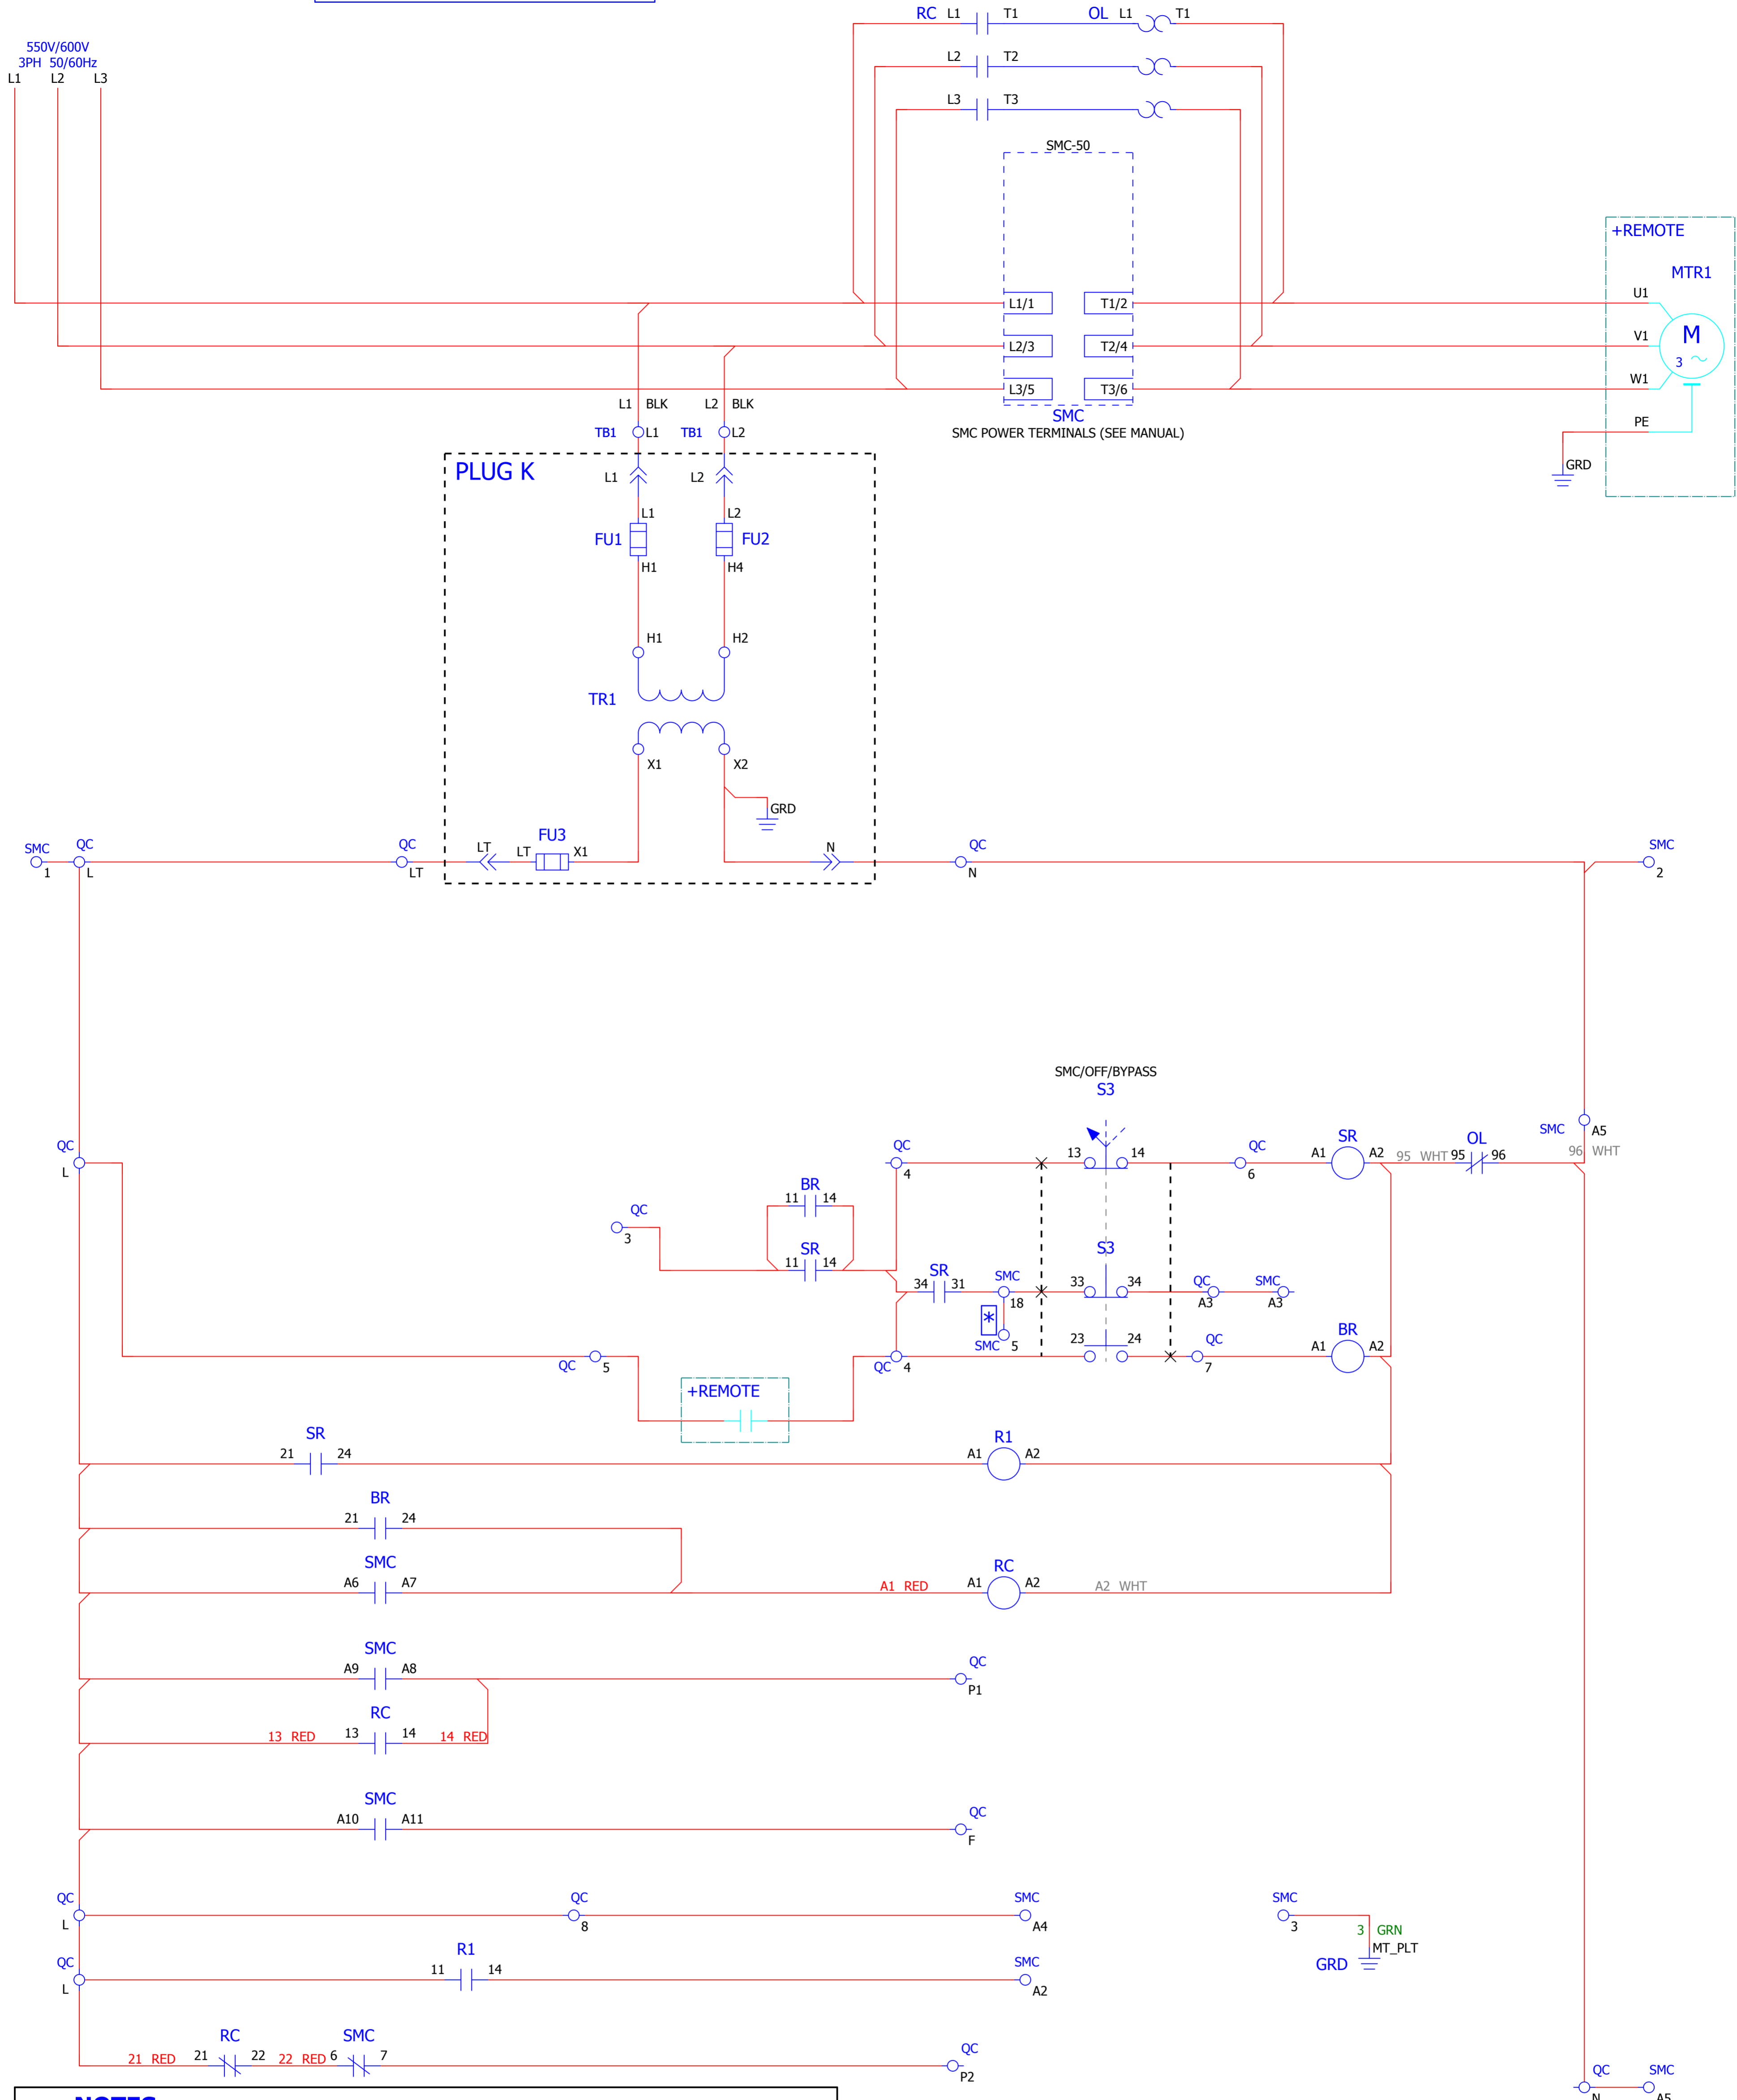 RC L1 T1 OL L1 T1
550V/600V
3PH 50/60Hz
L1 L2 L3
L2 T2
L3 T3
SMC-50
+REMOTE
MTR1
U1
L1/1 T1/2
V1 M
L2/3 T2/4
3
W1
L3/5 T3/6
L1 BLK L2 BLK
SMC
PE
TB1 L1 TB1 L2
SMC POWER TERMINALS (SEE MANUAL)
PLUG K
GRD
L1 L2
L1 L2
FU1 FU2
H1 H4
H1 H2
TR1
X1 X2
GRD
FU3
SMC QC QC LT LT X1 N QC SMC
1 L LT N 2
SMC/OFF/BYPASS
S3
SMC A5
QC QC 13 14 QC SR OL
L 4 6 A1 A2 95 WHT 95 96 96 WHT
BR
11 14
QC
3
SR S3
11 14
SR SMC 33 34 QC SMC
34 31 18 A3 A3
*
SMC 5 23 24 QC BR
QC 5 QC 4 7 A1 A2
+REMOTE
SR R1
21 24 A1 A2
BR
21 24
SMC RC
A6 A7 A1 RED A1 A2 A2 WHT
SMC QC
A9 A8 P1
RC
13 RED 13 14 14 RED
SMC QC
A10 A11 F
QC QC SMC SMC
L 8 A4 3
3 GRN
MT_PLT
GRD
QC R1 SMC
L 11 14 A2
RC SMC QC
21 RED 21 22 22 RED 6 7 P2
QC SMC
N A5
NOTES